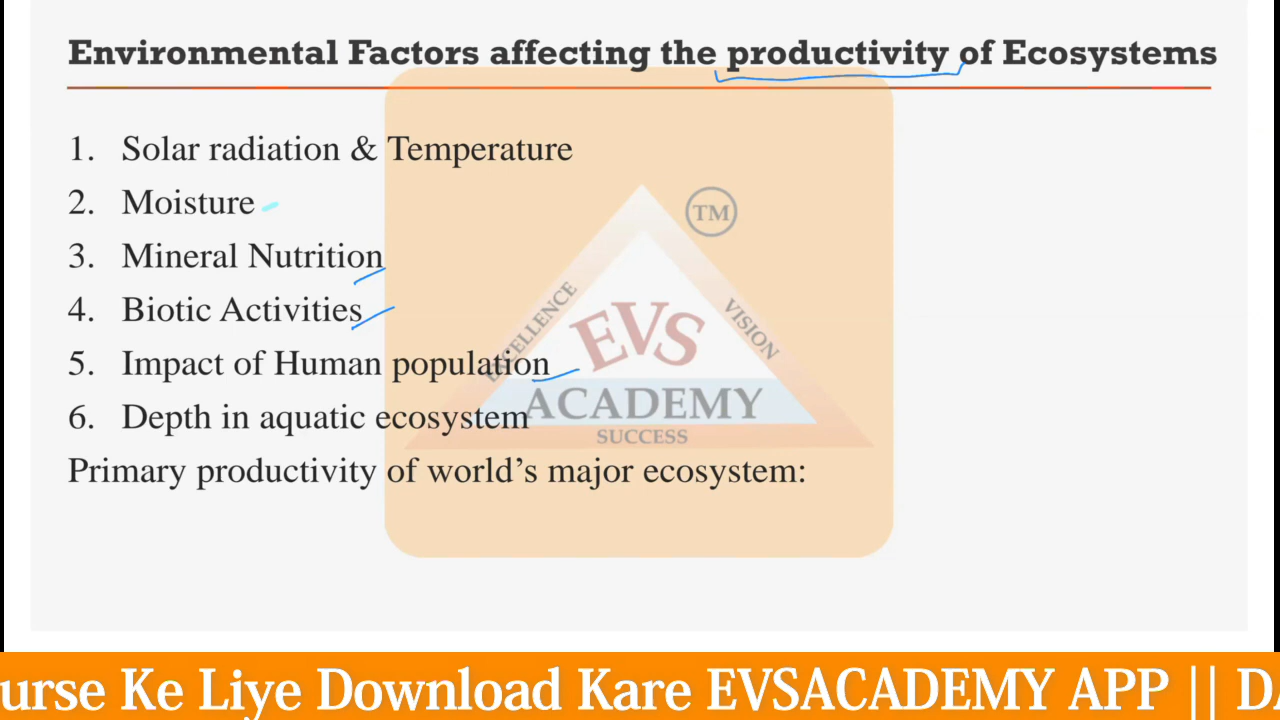 Environmental Factors affecting the productivity of Ecosystems
1. Solar radiation & Temperature
2. Moisture
TM
3. Mineral Nutrition
4. Biotic Activities
EXCELLENCE
VISION
EVS
5. Impact of Human population
ACADEMY
6. Depth in aquatic ecosystem
SUCCESS
Primary productivity of world’s major ecosystem:
urse Ke Liye Download Kare EVSACADEMY APP || D.